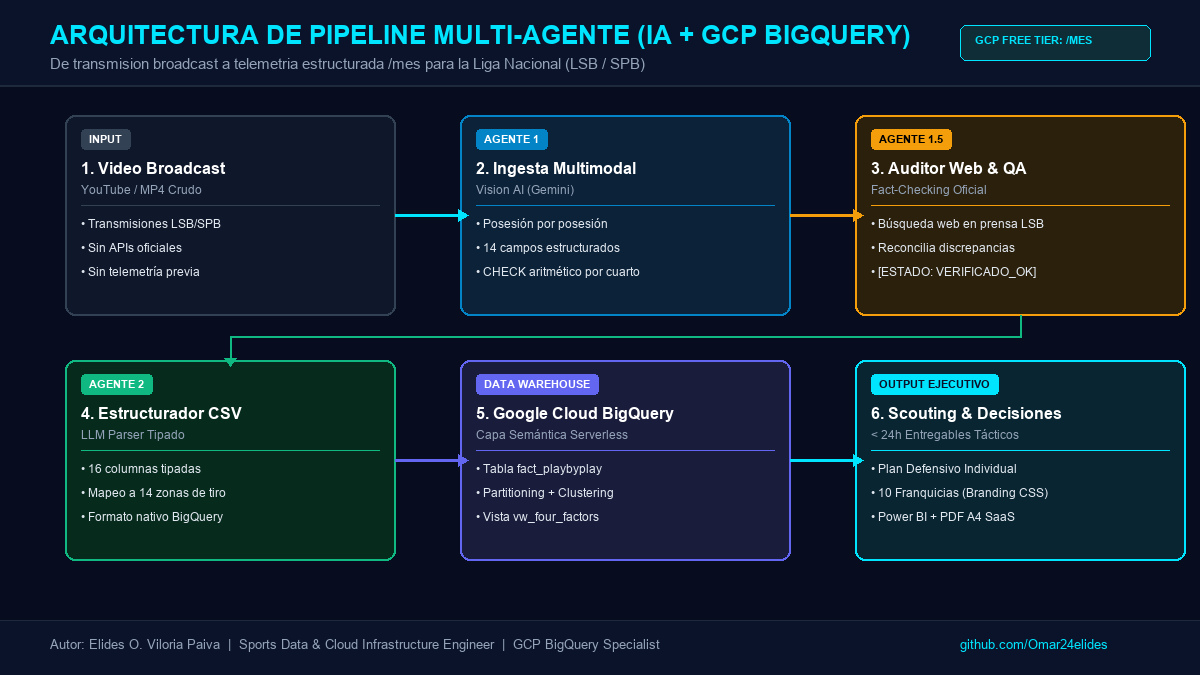 ARQUITECTURA DE PIPELINE MULTI-AGENTE (IA + GCP BIGQUERY)
De transmision broadcast a telemetria estructurada /mes para la Liga Nacional (LSB / SPB)
GCP FREE TIER: /MES
INPUT
1. Video Broadcast
YouTube / MP4 Crudo
• Transmisiones LSB/SPB
• Sin APIs oficiales
• Sin telemetría previa
AGENTE 1
2. Ingesta Multimodal
Vision AI (Gemini)
• Posesión por posesión
• 14 campos estructurados
• CHECK aritmético por cuarto
AGENTE 1.5
3. Auditor Web & QA
Fact-Checking Oficial
• Búsqueda web en prensa LSB
• Reconcilia discrepancias
• [ESTADO: VERIFICADO_OK]
AGENTE 2
4. Estructurador CSV
LLM Parser Tipado
• 16 columnas tipadas
• Mapeo a 14 zonas de tiro
• Formato nativo BigQuery
DATA WAREHOUSE
5. Google Cloud BigQuery
Capa Semántica Serverless
• Tabla fact_playbyplay
• Partitioning + Clustering
• Vista vw_four_factors
OUTPUT EJECUTIVO
6. Scouting & Decisiones
< 24h Entregables Tácticos
• Plan Defensivo Individual
• 10 Franquicias (Branding CSS)
• Power BI + PDF A4 SaaS
Autor: Elides O. Viloria Paiva | Sports Data & Cloud Infrastructure Engineer | GCP BigQuery Specialist
github.com/Omar24elides